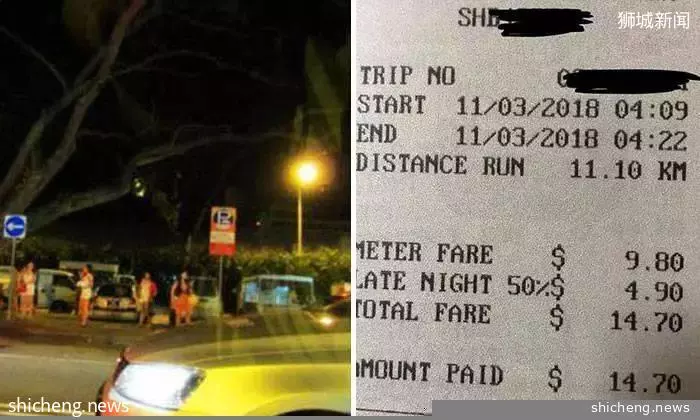 狮城新闻
SH
TRIP NO
START 11/03/2018 04:09
END 11/03/2018 04:22
DISTANCE RUN 11.10 KM
METER FARE $ 9.80
LATE NIGHT 50%$ 4.90
TOTAL FARE $ 14.70
AMOUNT PAID $ 14.70
shicheng.news
shicheng.news